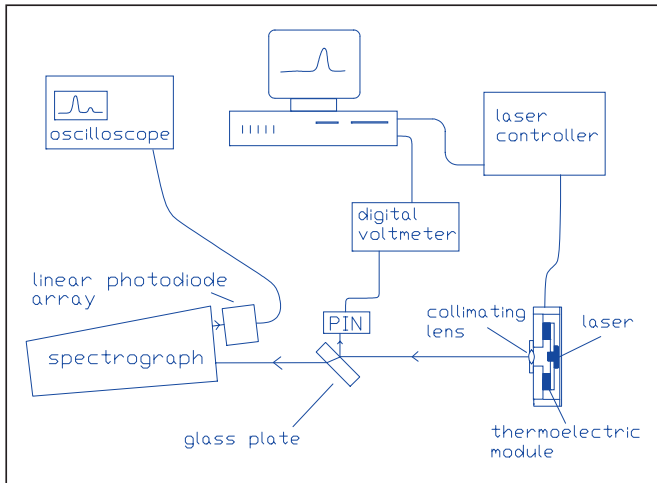 oscilloscope
laser
controller
digital
voltmeter
linear photodiode
array
PIN
collimating
lens
laser
spectrograph
glass plate
thermoelectric
module